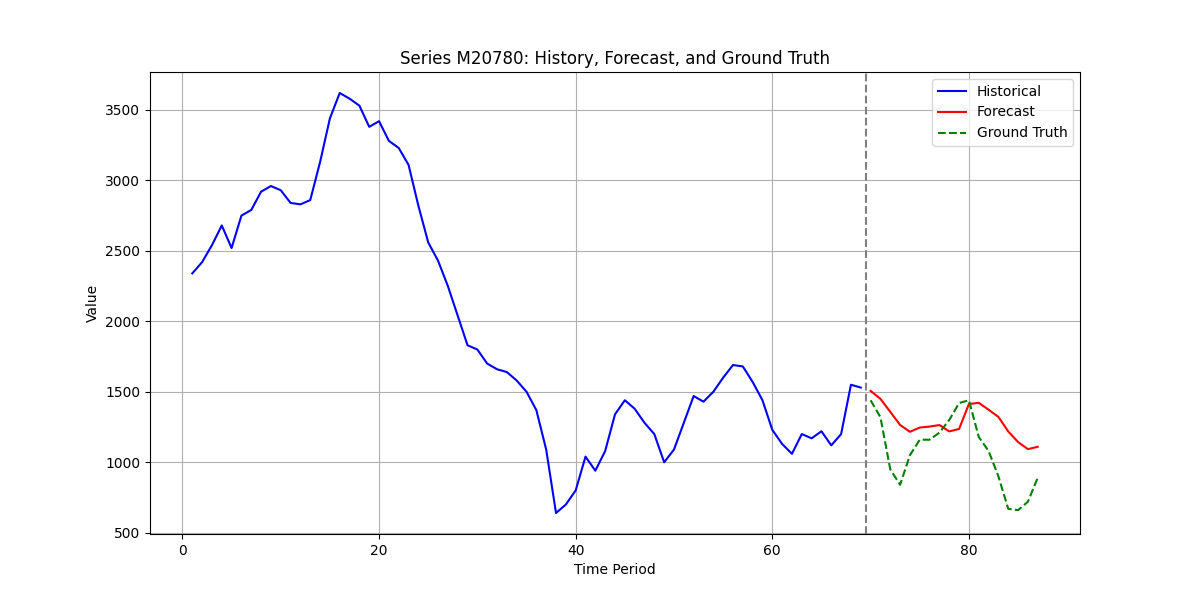 Series M20780: History, Forecast, and Ground Truth
Historical
Forecast
Ground Truth
3500
3000
2500
2000
1500
1000
500
Value
0
20
40
60
80
Time Period